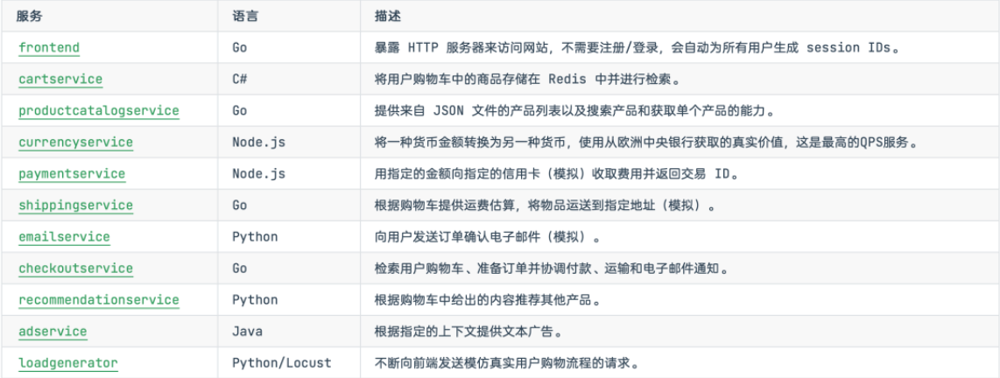 服务 语言 描述
frontend Go 暴露 HTTP 服务器来访问网站，不需要注册/登录，会自动为所有用户生成 session IDs。
cartservice C# 将用户购物车中的商品存储在 Redis 中并进行检索。
productcatalogservice Go 提供来自 JSON 文件的产品列表以及搜索产品和获取单个产品的能力。
currencyservice Node.js 将一种货币金额转换为另一种货币，使用从欧洲中央银行获取的真实价值，这是最高的QPS服务。
paymentservice Node.js 用指定的金额向指定的信用卡（模拟）收取费用并返回交易 ID。
shippingservice Go 根据购物车提供运费估算，将物品运送到指定地址（模拟）。
emailservice Python 向用户发送订单确认电子邮件（模拟）。
checkoutservice Go 检索用户购物车、准备订单并协调付款、运输和电子邮件通知。
recommendationservice Python 根据购物车中给出的内容推荐其他产品。
adservice Java 根据指定的上下文提供文本广告。
loadgenerator Python/Locust 不断向前端发送模仿真实用户购物流程的请求。